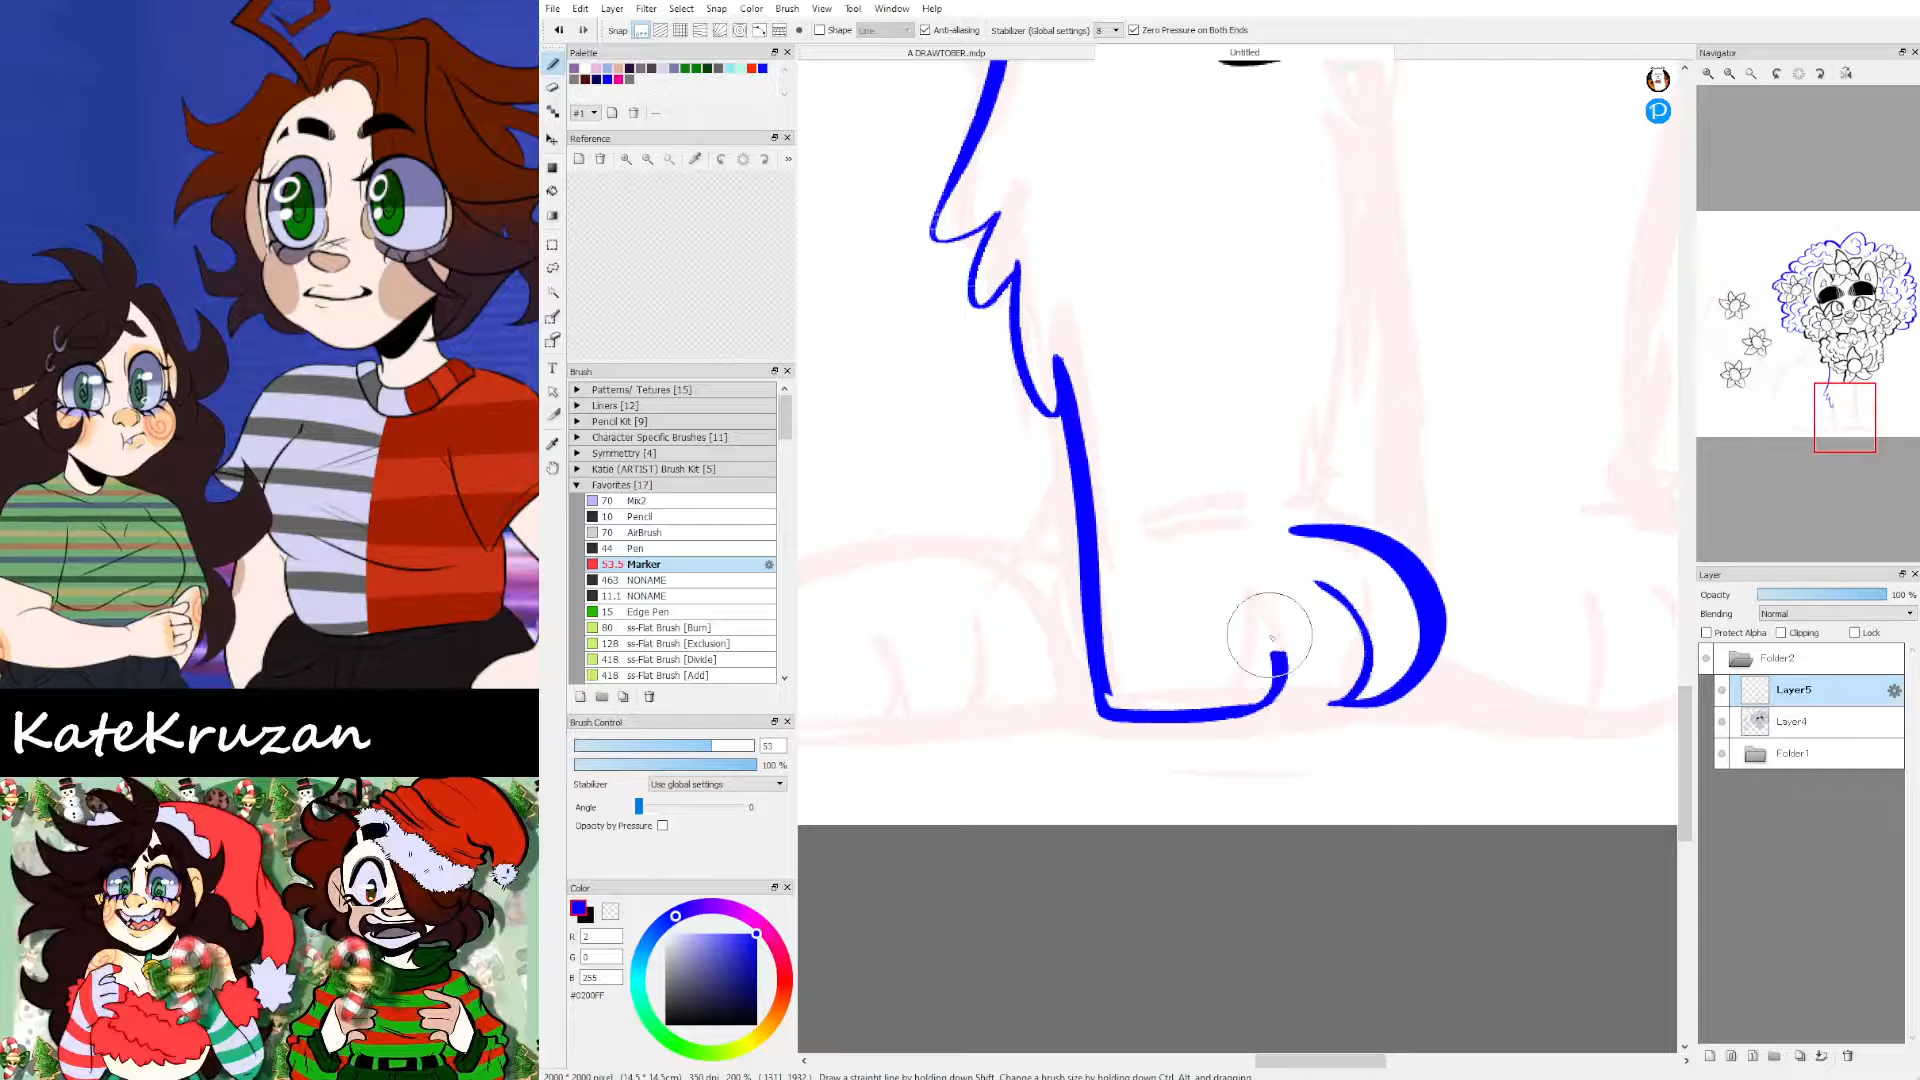 File Edit Layer Filter Select Snap Color Brush View Tool Window Help
Snap Shape Line Anti-aliasing Stabilizer (Global settings) 8 Zero Pressure on Both Ends
Palette
A DRAWTOBER.mdp
Untitled
Navigator
#1
Reference
Brush
Patterns/ Tetures [15]
Liners [12]
Pencil Kit [9]
Character Specific Brushes [11]
Symmettry [4]
Katie (ARTIST) Brush Kit [5]
Favorites [17]
70 Mix2
10 Pencil
70 AirBrush
44 Pen
53.5 Marker
463 NONAME
11.1 NONAME
15 Edge Pen
80 ss-Flat Brush [Burn]
128 ss-Flat Brush [Exclusion]
418 ss-Flat Brush [Divide]
418 ss-Flat Brush [Add]
Brush Control
53
100 %
Stabilizer Use global settings
Angle 0
Opacity by Pressure
Color
R 2
G 0
B 255
#0200FF
Layer
Opacity 100 %
Blending Normal
Protect Alpha Clipping Lock
Folder2
Layer5
Layer4
Folder1
KateKruzan
2000 * 2000 pixel (14.5 * 14.5cm) 350 dpi 200 % ( 1311, 1932 ) Draw a straight line by holding down Shift, Change a brush size by holding down Ctrl, Alt, and dragging